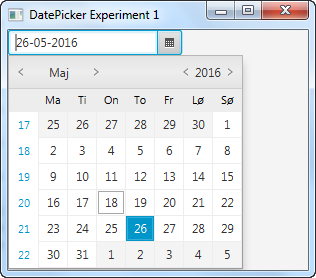 DatePicker Experiment 1
26-05-2016
< Maj > < 2016 >
Ma Ti On To Fr Lø Sø
17 25 26 27 28 29 30 1
18 2 3 4 5 6 7 8
19 9 10 11 12 13 14 15
20 16 17 18 19 20 21 22
21 23 24 25 26 27 28 29
22 30 31 1 2 3 4 5